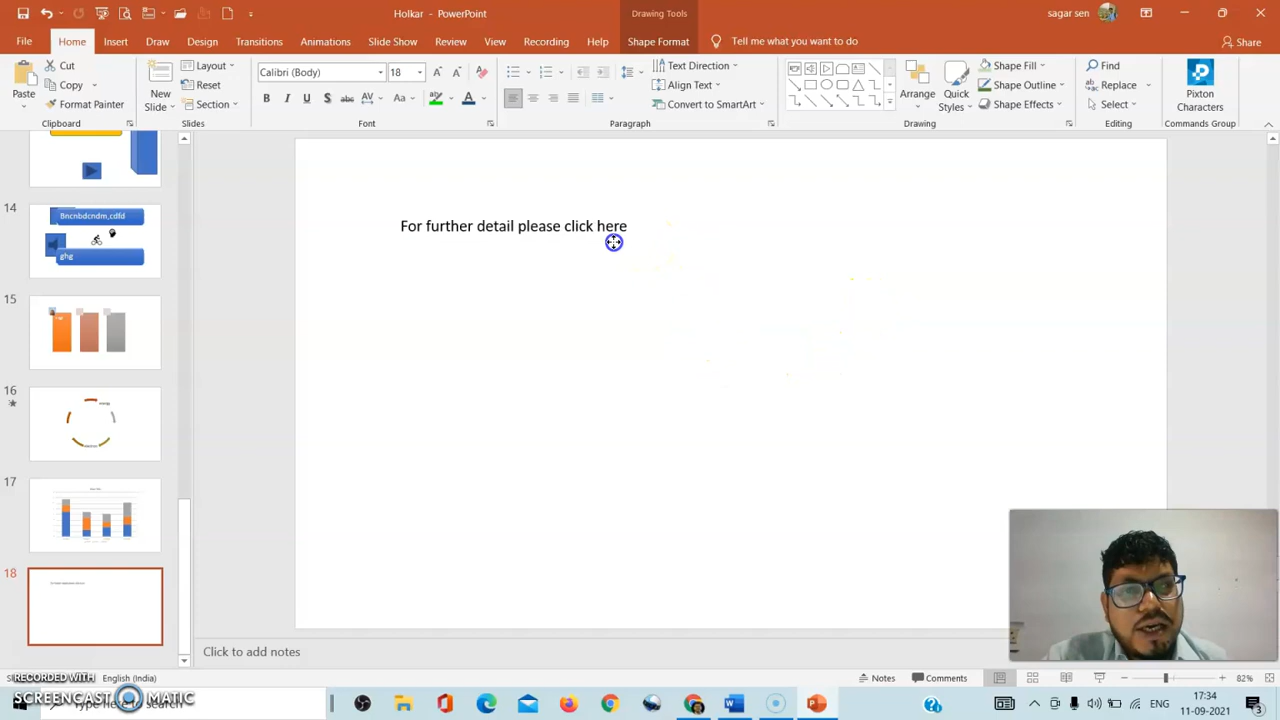 Holkar - PowerPoint
Drawing Tools
sagar sen
File
Home
Insert
Draw
Design
Transitions
Animations
Slide Show
Review
View
Recording
Help
Shape Format
Tell me what you want to do
Share
Paste
Cut
Copy
Format Painter
Clipboard
New
Slide
Layout
Reset
Section
Slides
Calibri (Body)
18
Font
Text Direction
Align Text
Convert to SmartArt
Paragraph
Arrange
Quick
Styles
Shape Fill
Shape Outline
Shape Effects
Drawing
Find
Replace
Select
Editing
Pixton
Characters
Commands Group
14
Bncnbdcndm,cdfd
ghg
15
16
17
18
For further detail please click here
Click to add notes
RECORDED WITH
SCREENCAST MATIC
English (India)
Notes
Comments
82%
ENG
17:34
11-09-2021
3